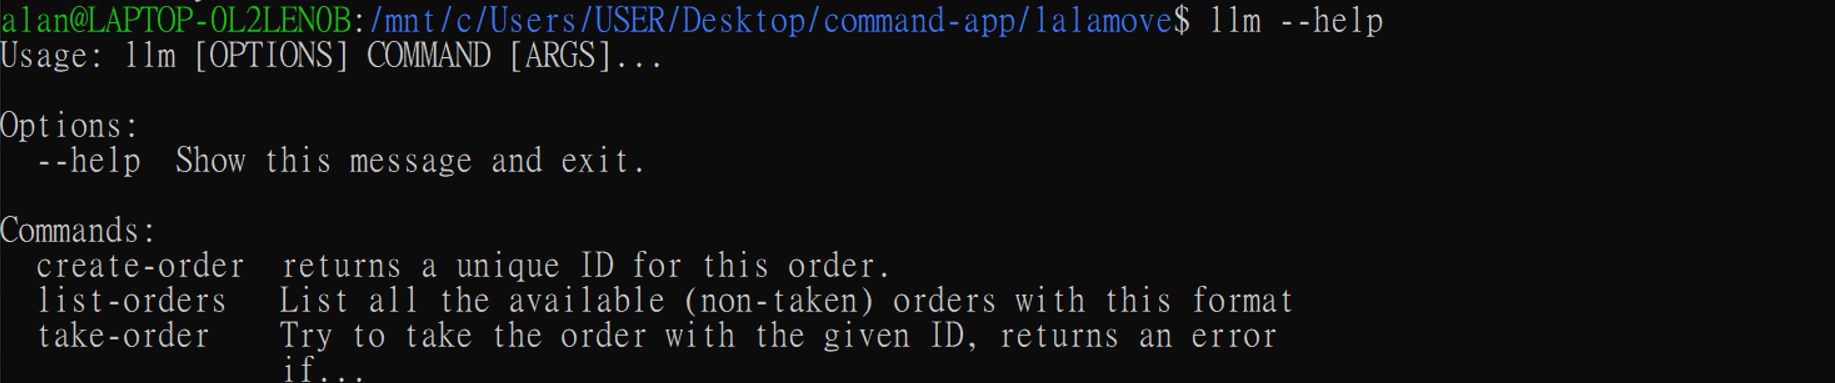 alan@LAPTOP-0L2LEN0B:/mnt/c/Users/USER/Desktop/command-app/lalamove$ llm --help
Usage: llm [OPTIONS] COMMAND [ARGS]...
Options:
--help  Show this message and exit.
Commands:
create-order  returns a unique ID for this order.
list-orders  List all the available (non-taken) orders with this format
take-order  Try to take the order with the given ID, returns an error
if...